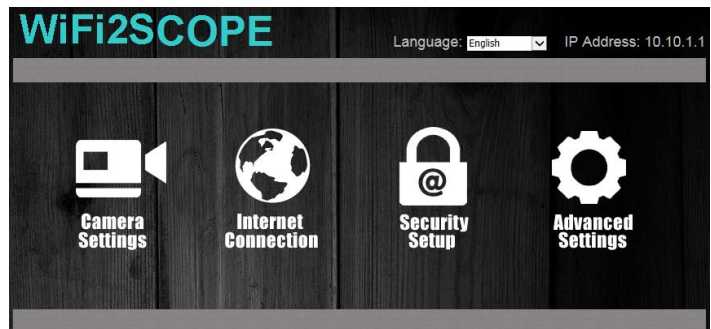 WiFi2SCOPE
Language: English IP Address: 10.10.1.1
@
Camera
Settings
Internet
Connection
Security
Setup
Advanced
Settings